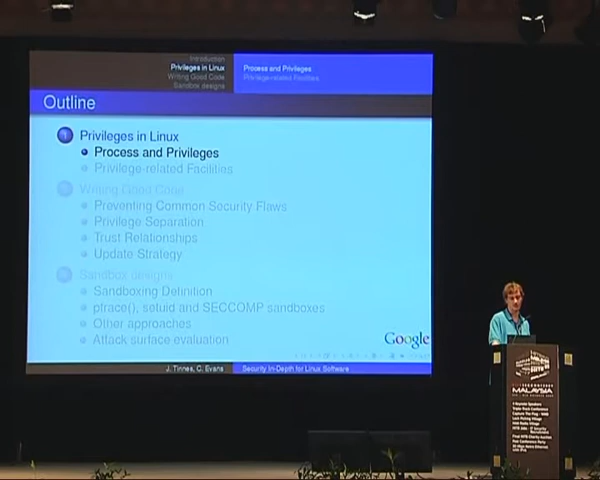 Introduction
Privileges in Linux
Writing Good Code
Sandbox designs
Process and Privileges
Privilege-related Facilities
Outline
1 Privileges in Linux
Process and Privileges
Privilege-related Facilities
2 Writing Good Code
Preventing Common Security Flaws
Privilege Separation
Trust Relationships
Update Strategy
3 Sandbox designs
Sandboxing Definition
ptrace(), setuid and SECCOMP sandboxes
Other approaches
Attack surface evaluation
Google
J. Tinnes, C. Evans
Security In-Depth for Linux Software
MALAYSIA